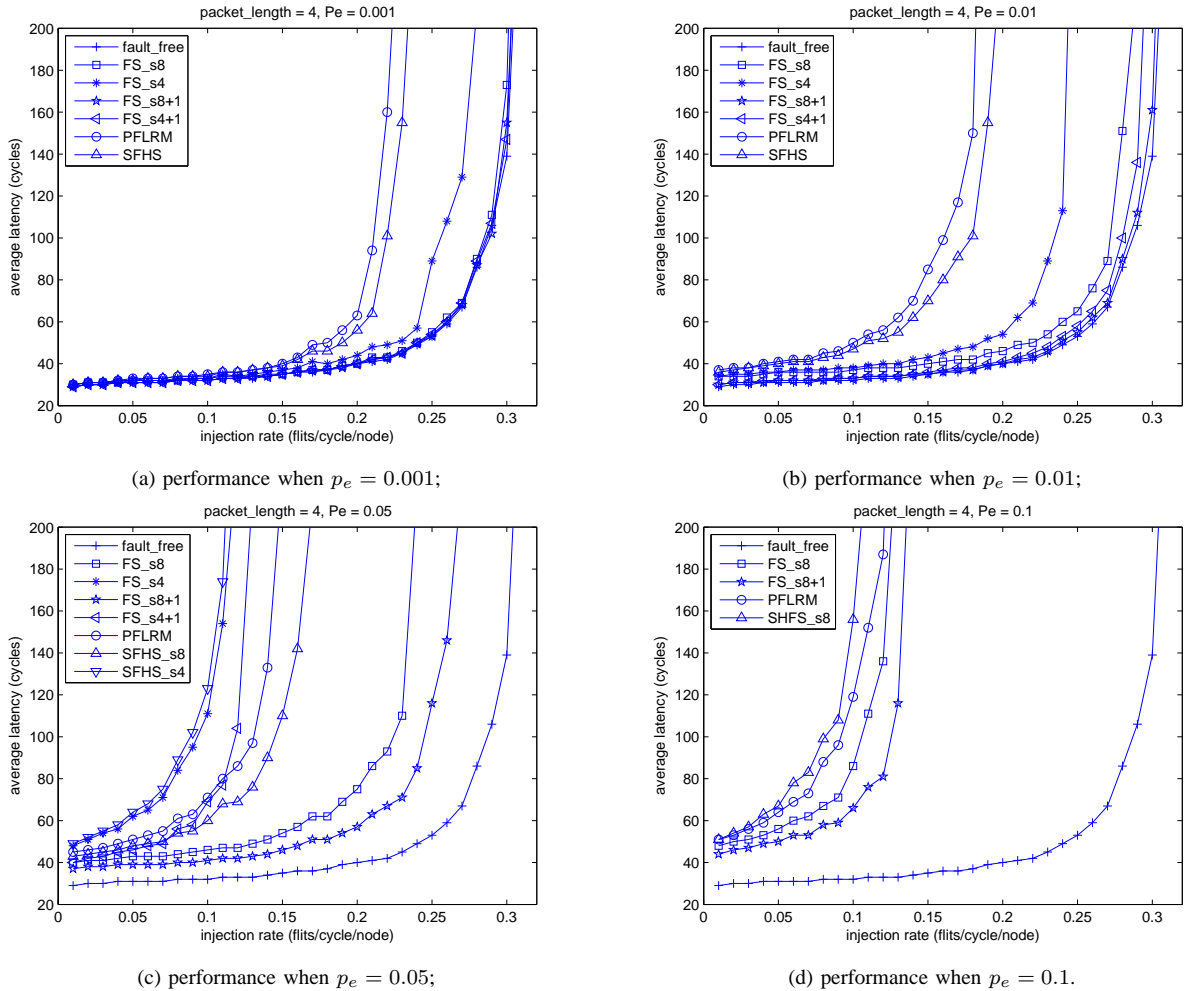 packet_length = 4, Pe = 0.001
200
180
160
140
120
100
80
60
40
20
average latency (cycles)
fault_free
FS_s8
FS_s4
FS_s8+1
FS_s4+1
PFLRM
SFHS
0 0.05 0.1 0.15 0.2 0.25 0.3
injection rate (flits/cycle/node)
(a) performance when p_e = 0.001;
packet_length = 4, Pe = 0.01
200
180
160
140
120
100
80
60
40
20
average latency (cycles)
fault_free
FS_s8
FS_s4
FS_s8+1
FS_s4+1
PFLRM
SFHS
0 0.05 0.1 0.15 0.2 0.25 0.3
injection rate (flits/cycle/node)
(b) performance when p_e = 0.01;
packet_length = 4, Pe = 0.05
200
180
160
140
120
100
80
60
40
20
average latency (cycles)
fault_free
FS_s8
FS_s4
FS_s8+1
FS_s4+1
PFLRM
SFHS_s8
SFHS_s4
0 0.05 0.1 0.15 0.2 0.25 0.3
injection rate (flits/cycle/node)
(c) performance when p_e = 0.05;
packet_length = 4, Pe = 0.1
200
180
160
140
120
100
80
60
40
20
average latency (cycles)
fault_free
FS_s8
FS_s8+1
PFLRM
SHFS_s8
0 0.05 0.1 0.15 0.2 0.25 0.3
injection rate (flits/cycle/node)
(d) performance when p_e = 0.1.